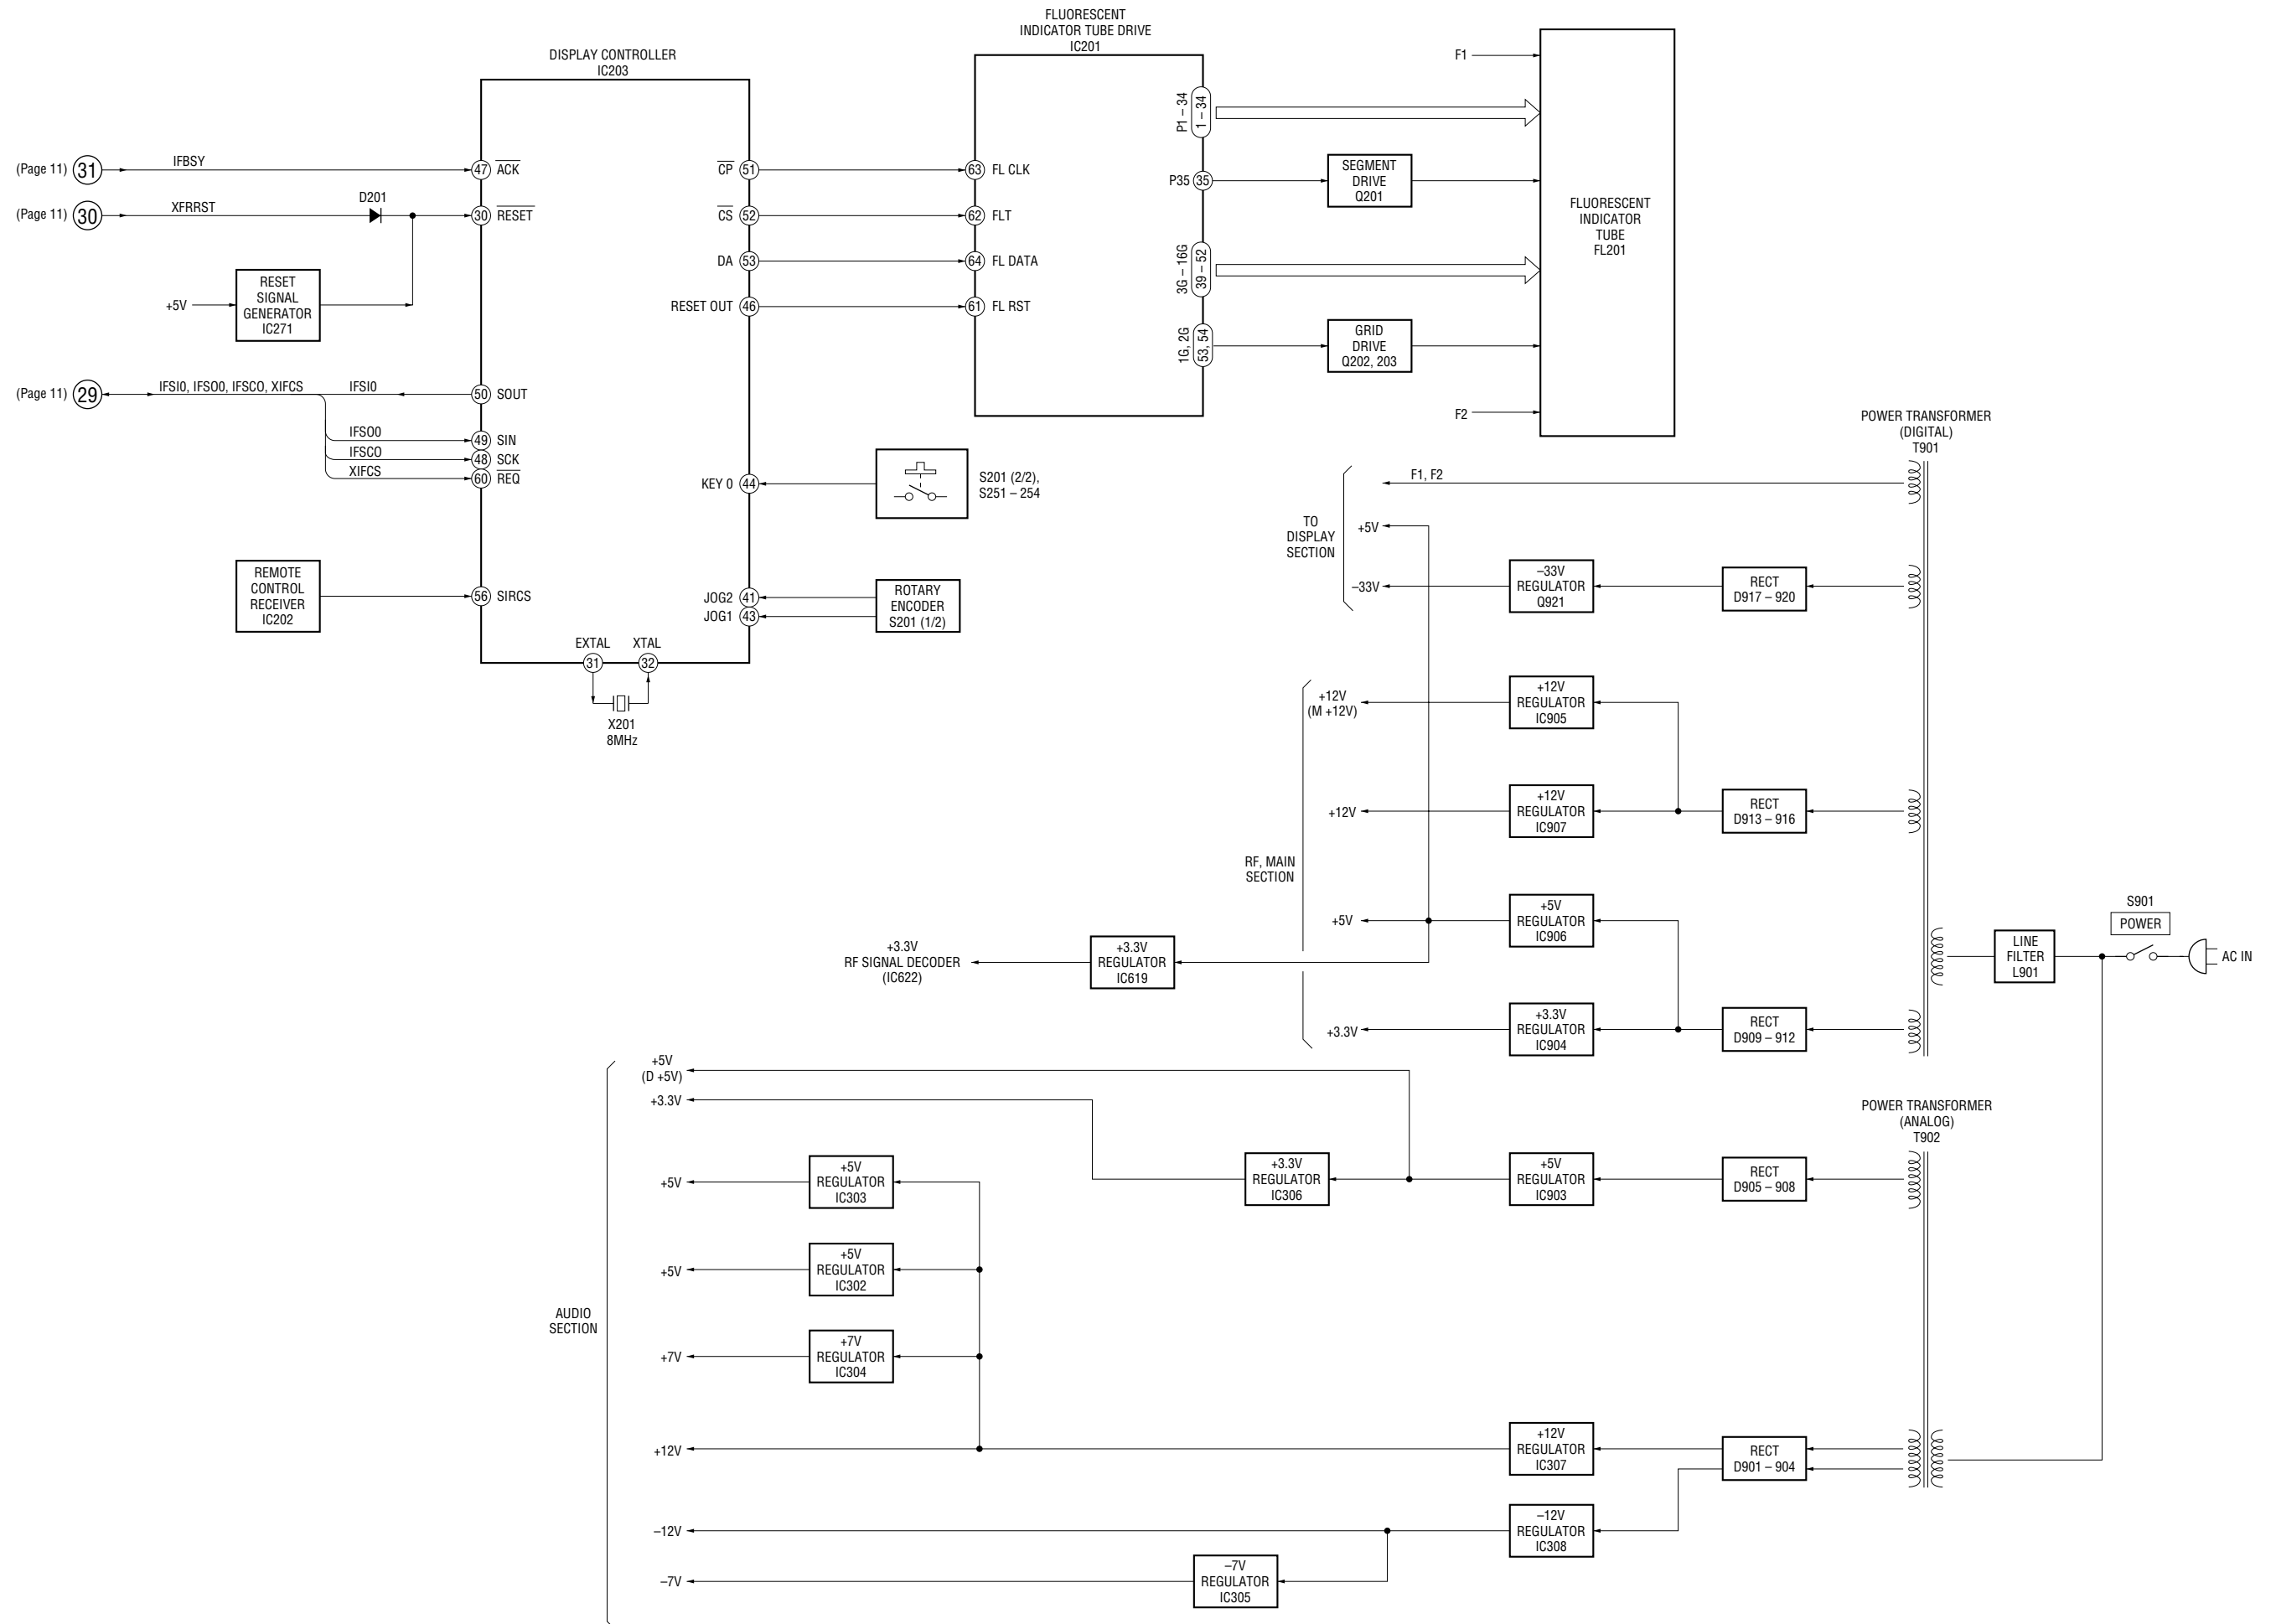 FLUORESCENT
INDICATOR TUBE DRIVE
IC201
DISPLAY CONTROLLER
IC203
F1
P1 – 34
1 – 34
(Page 11) 31
IFBSY
47 ACK
CP 51
63 FL CLK
P35 35
SEGMENT
DRIVE
Q201
(Page 11) 30
XFRRST
D201
30 RESET
CS 52
62 FLT
FLUORESCENT
INDICATOR
TUBE
FL201
DA 53
64 FL DATA
3G – 16G
39 – 52
+5V
RESET
SIGNAL
GENERATOR
IC271
RESET OUT 46
61 FL RST
1G, 2G
53, 54
GRID
DRIVE
Q202, 203
(Page 11) 29
IFSI0, IFSO0, IFSCO, XIFCS
IFSI0
50 SOUT
F2
IFSO0
49 SIN
IFSCO
48 SCK
XIFCS
60 REQ
KEY 0 44
S201 (2/2),
S251 – 254
REMOTE
CONTROL
RECEIVER
IC202
56 SIRCS
JOG2 41
JOG1 43
ROTARY
ENCODER
S201 (1/2)
EXTAL
XTAL
31
32
X201
8MHz
POWER TRANSFORMER
(DIGITAL)
T901
TO
DISPLAY
SECTION
F1, F2
+5V
–33V
–33V
REGULATOR
Q921
RECT
D917 – 920
RF, MAIN
SECTION
+12V
(M +12V)
+12V
REGULATOR
IC905
+12V
+12V
REGULATOR
IC907
RECT
D913 – 916
+5V
+5V
REGULATOR
IC906
+3.3V
RF SIGNAL DECODER
(IC622)
+3.3V
REGULATOR
IC619
+3.3V
+3.3V
REGULATOR
IC904
RECT
D909 – 912
LINE
FILTER
L901
S901
POWER
AC IN
AUDIO
SECTION
+5V
(D +5V)
+3.3V
POWER TRANSFORMER
(ANALOG)
T902
+5V
+5V
REGULATOR
IC303
+3.3V
REGULATOR
IC306
+5V
REGULATOR
IC903
RECT
D905 – 908
+5V
+5V
REGULATOR
IC302
+7V
+7V
REGULATOR
IC304
+12V
+12V
REGULATOR
IC307
RECT
D901 – 904
–12V
–12V
REGULATOR
IC308
–7V
–7V
REGULATOR
IC305